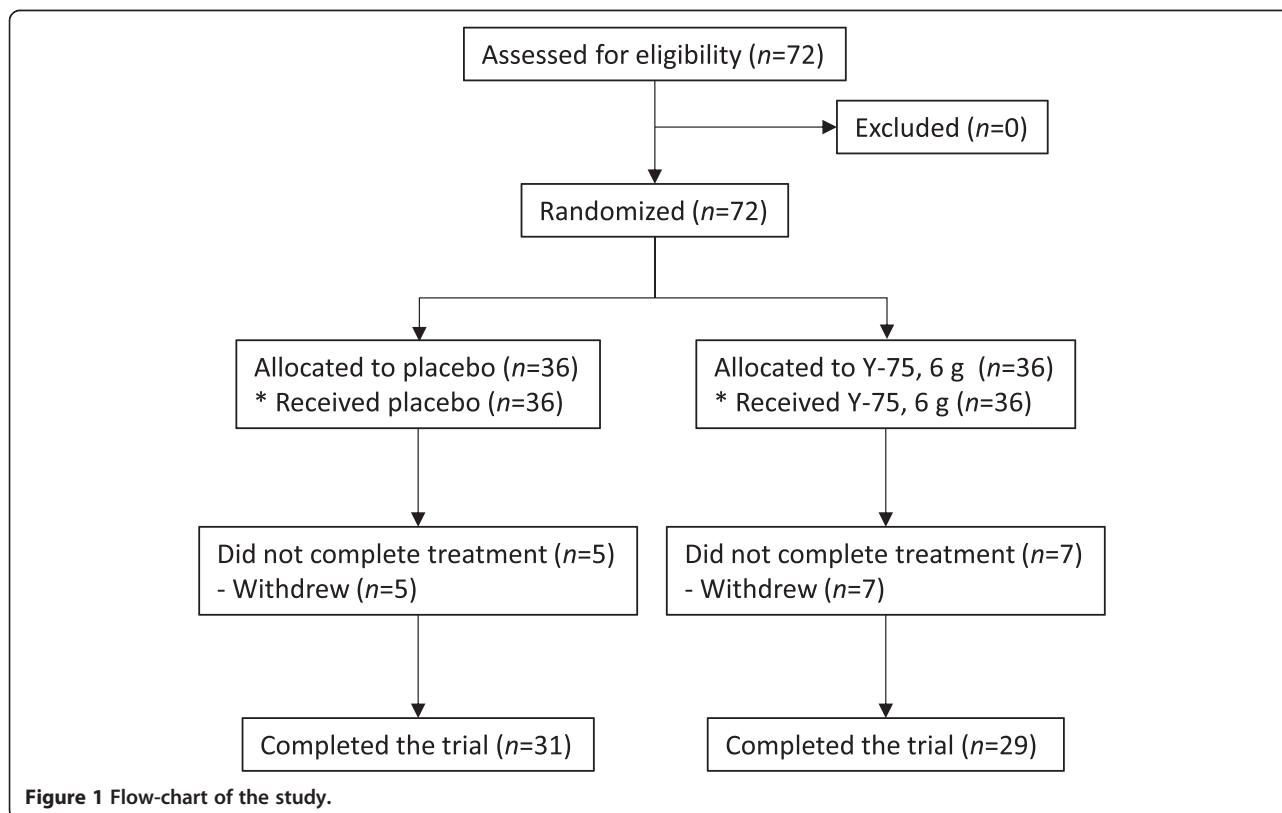 Assessed for eligibility (n=72)
Excluded (n=0)
Randomized (n=72)
Allocated to placebo (n=36)
* Received placebo (n=36)
Allocated to Y-75, 6 g (n=36)
* Received Y-75, 6 g (n=36)
Did not complete treatment (n=5)
- Withdrew (n=5)
Did not complete treatment (n=7)
- Withdrew (n=7)
Completed the trial (n=31)
Completed the trial (n=29)
Figure 1 Flow-chart of the study.